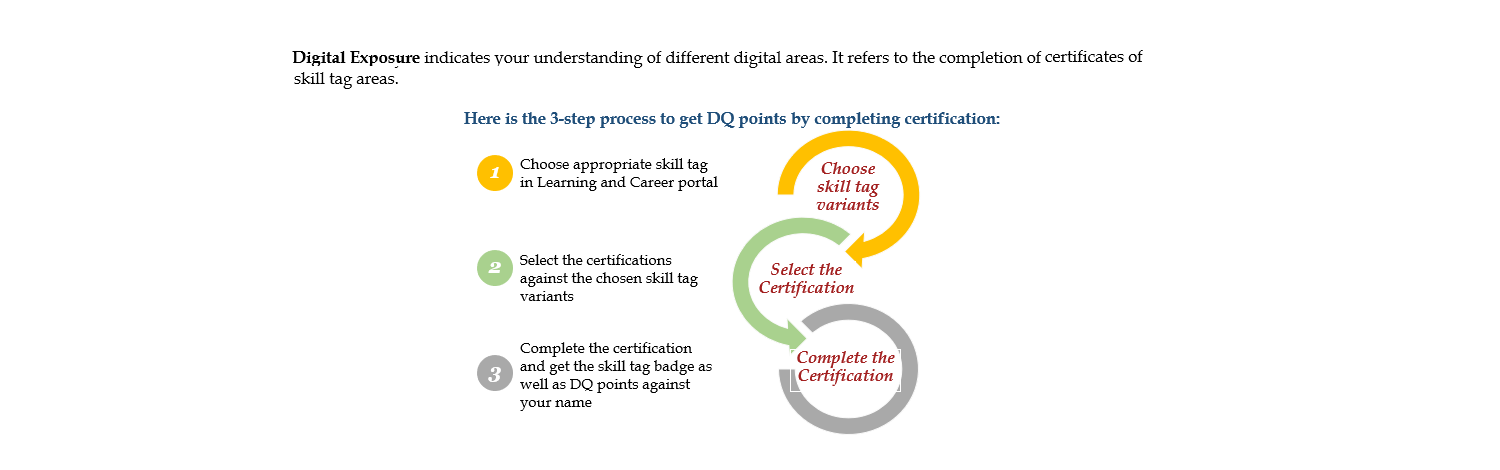 Digital Exposure indicates your understanding of different digital areas. It refers to the completion of certificates of
skill tag areas.
Here is the 3-step process to get DQ points by completing certification:
1
Choose appropriate skill tag
in Learning and Career portal
Choose
skill tag
variants
2
Select the certifications
against the chosen skill tag
variants
Select the
Certification
3
Complete the certification
and get the skill tag badge as
well as DQ points against
your name
Complete the
Certification